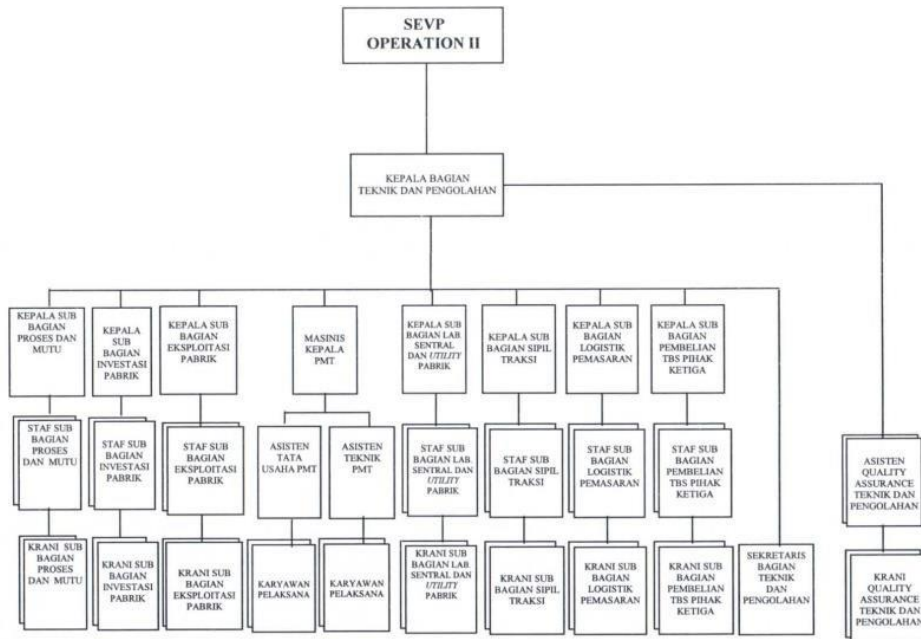 SEVP
OPERATION II
KEPALA BAGIAN
TEKNIK DAN PENGOLAHAN
KEPALA SUB
BAGIAN
PROSES DAN
MUTU
KEPALA
SUB
BAGIAN
INVESTASI
PABRIK
KEPALA SUB
BAGIAN
EKSPLOITASI
PABRIK
MASINIS
KEPALA
PMT
KEPALA SUB
BAGIAN LAB.
SENTRAL
DAN UTILITY
PABRIK
KEPALA SUB
BAGIAN SIPIL
TRAKSI
KEPALA SUB
BAGIAN
LOGISTIK
PEMASARAN
KEPALA SUB
BAGIAN
PEMBELIAN
TBS PIHAK
KETIGA
STAF SUB
BAGIAN
PROSES
DAN MUTU
STAF SUB
BAGIAN
INVESTASI
PABRIK
STAF SUB
BAGIAN
EKSPLOITASI
PABRIK
ASISTEN
TATA
USAHA PMT
ASISTEN
TEKNIK
PMT
STAF SUB
BAGIAN LAB.
SENTRAL DAN
UTILITY
PABRIK
STAF SUB
BAGIAN SIPIL
TRAKSI
STAF SUB
BAGIAN
LOGISTIK
PEMASARAN
STAF SUB
BAGIAN
PEMBELIAN
TBS PIHAK
KETIGA
ASISTEN
QUALITY
ASSURANCE
TEKNIK DAN
PENGOLAHAN
KRANI SUB
BAGIAN
PROSES
DAN MUTU
KRANI SUB
BAGIAN
INVESTASI
PABRIK
KRANI SUB
BAGIAN
EKSPLOITASI
PABRIK
KARYAWAN
PELAKSANA
KARYAWAN
PELAKSANA
KRANI SUB
BAGIAN LAB.
SENTRAL DAN
UTILITY
PABRIK
KRANI SUB
BAGIAN SIPIL
TRAKSI
KRANI SUB
BAGIAN
LOGISTIK
PEMASARAN
KRANI SUB
BAGIAN
PEMBELIAN
TBS PIHAK
KETIGA
SEKRETARIS
BAGIAN
TEKNIK
DAN
PENGOLAHAN
KRANI
QUALITY
ASSURANCE
TEKNIK DAN
PENGOLAHAN